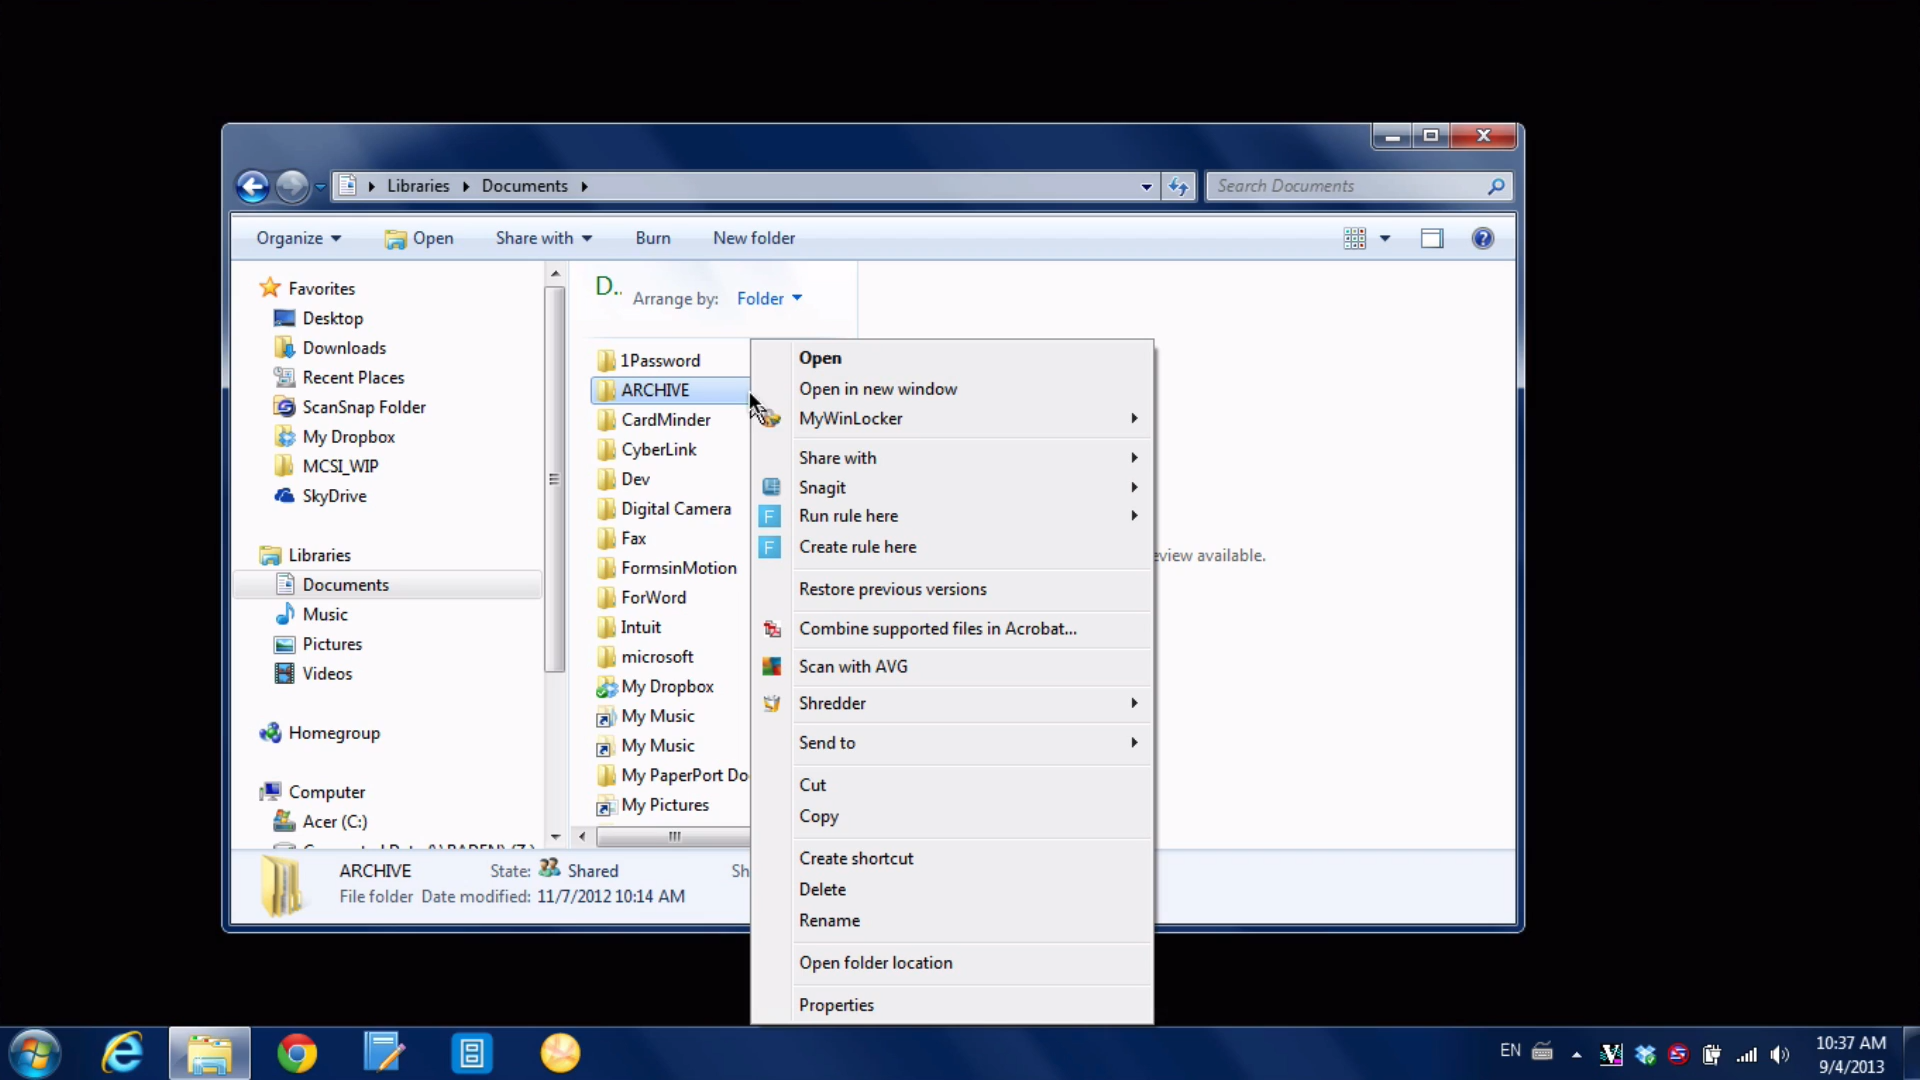 Libraries Documents
Search Documents
Organize Open Share with Burn New folder
Favorites
Desktop
Downloads
Recent Places
ScanSnap Folder
My Dropbox
MCSI_WIP
SkyDrive
Libraries
Documents
Music
Pictures
Videos
Homegroup
Computer
Acer (C:)
D..
Arrange by: Folder
1Password
ARCHIVE
CardMinder
CyberLink
Dev
Digital Camera
Fax
FormsinMotion
ForWord
Intuit
microsoft
My Dropbox
My Music
My Music
My PaperPort Do
My Pictures
Open
Open in new window
MyWinLocker
Share with
Snagit
F Run rule here
F Create rule here
Restore previous versions
Combine supported files in Acrobat...
Scan with AVG
Shredder
Send to
Cut
Copy
Create shortcut
Delete
Rename
Open folder location
Properties
eview available.
ARCHIVE State: Shared Sh
File folder Date modified: 11/7/2012 10:14 AM
EN
10:37 AM
9/4/2013